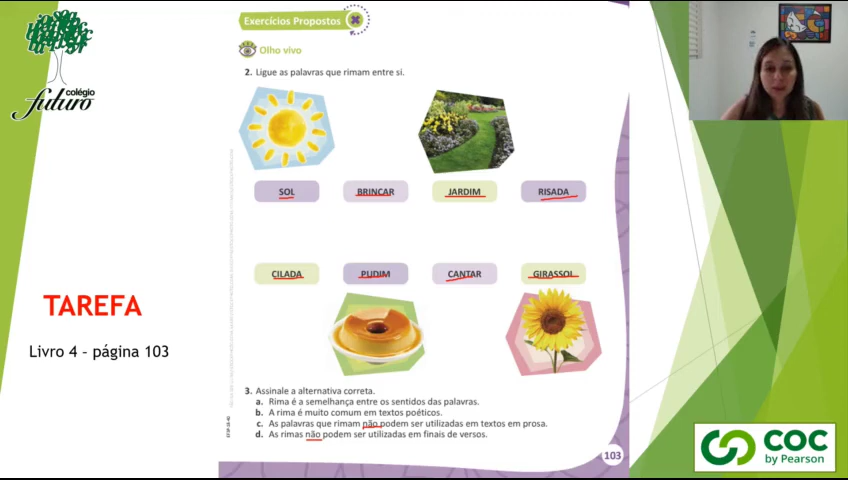 colégio
futuro
Exercícios Propostos
Olho vivo
2. Ligue as palavras que rimam entre si.
SOL BRINCAR JARDIM RISADA
CILADA PUDIM CANTAR GIRASSOL
TAREFA
Livro 4 - página 103
3. Assinale a alternativa correta.
a. Rima é a semelhança entre os sentidos das palavras.
b. A rima é muito comum em textos poéticos.
c. As palavras que rimam não podem ser utilizadas em textos em prosa.
d. As rimas não podem ser utilizadas em finais de versos.
103
COC
by Pearson